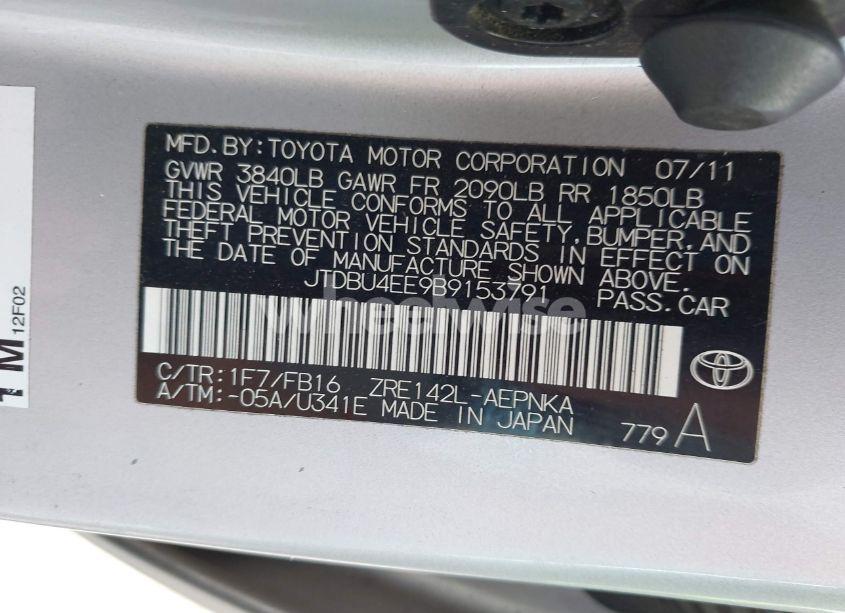 MFD. BY: TOYOTA MOTOR CORPORATION 07/11
GVWR 3840LB GAWR FR 2090LB RR 1850LB
THIS VEHICLE CONFORMS TO ALL APPLICABLE
FEDERAL MOTOR VEHICLE SAFETY, BUMPER, AND
THEFT PREVENTION STANDARDS IN EFFECT ON
THE DATE OF MANUFACTURE SHOWN ABOVE.
JTDBU4EE9B9153791 PASS.CAR
wheelwise
C/TR: 1F7/FB16 ZRE142L-AEPNKA
A/TM: -05A/U341E MADE IN JAPAN
779A
12F02